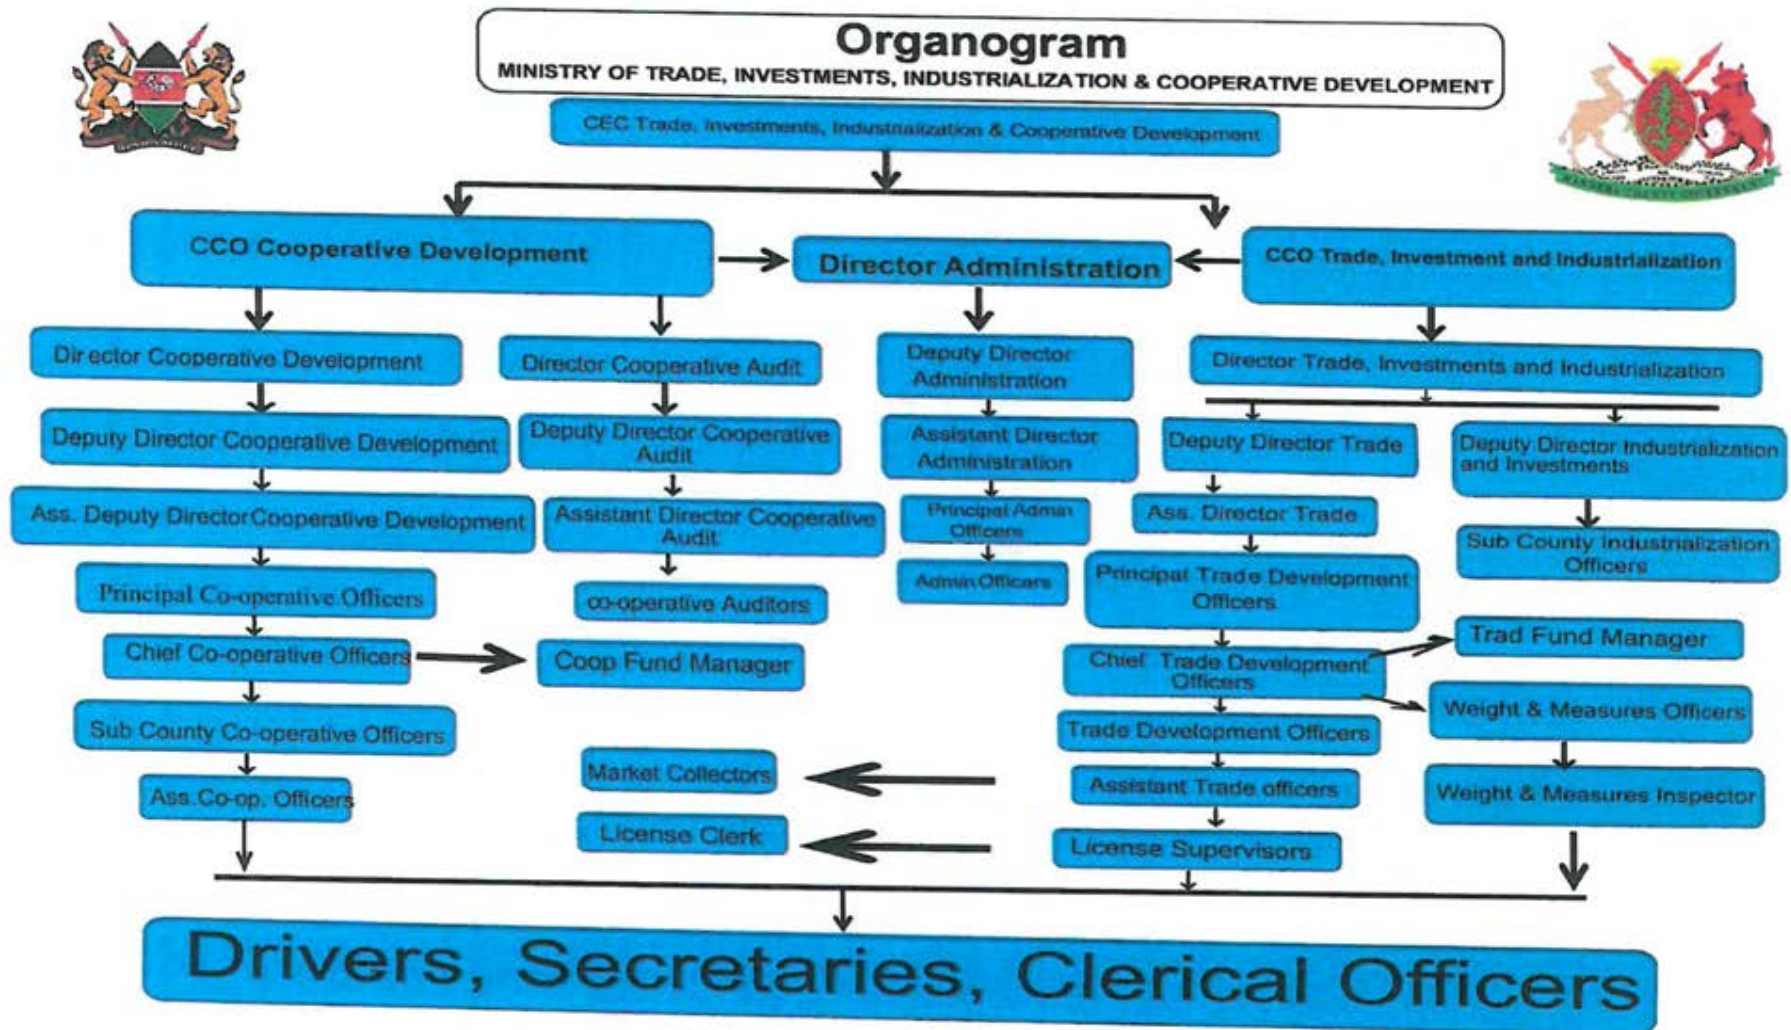 Organogram
MINISTRY OF TRADE, INVESTMENTS, INDUSTRIALIZATION & COOPERATIVE DEVELOPMENT
CEC Trade, Investments, Industrialization & Cooperative Development
CCO Cooperative Development
Director Administration
CCO Trade, Investment and Industrialization
Director Cooperative Development
Director Cooperative Audit
Deputy Director
Administration
Director Trade, Investments and Industrialization
Deputy Director Cooperative Development
Deputy Director Cooperative
Audit
Assistant Director
Administration
Deputy Director Trade
Deputy Director Industrialization
and Investments
Ass. Deputy Director Cooperative Development
Assistant Director Cooperative
Audit
Principal Admin
Officers
Ass. Director Trade
Sub County Industrialization
Officers
Principal Co-operative Officers
co-operative Auditors
Admin Officers
Principal Trade Development
Officers
Chief Co-operative Officers
Coop Fund Manager
Chief Trade Development
Officers
Trad Fund Manager
Sub County Co-operative Officers
Trade Development Officers
Weight & Measures Officers
Ass.Co-op. Officers
Market Collectors
Assistant Trade officers
Weight & Measures Inspector
License Clerk
License Supervisors
Drivers, Secretaries, Clerical Officers